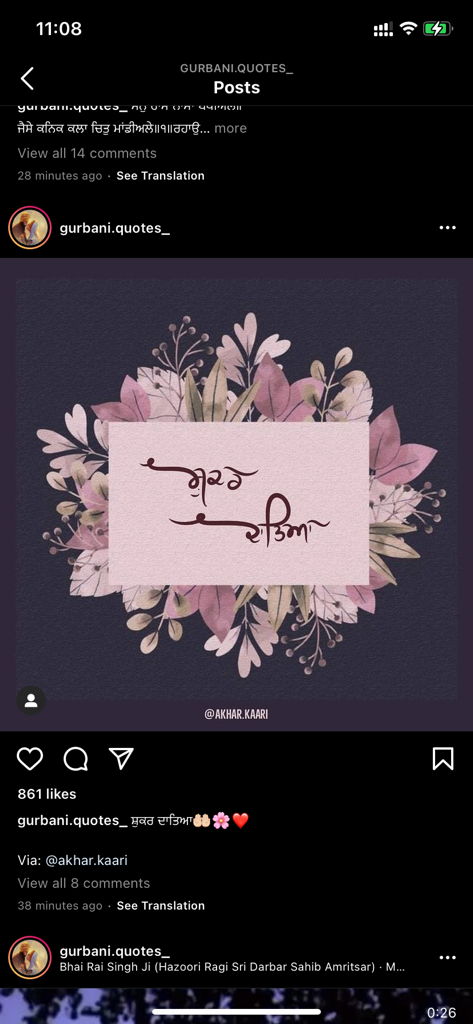 11:08
GURBANI.QUOTES_
Posts
gurbani.quotes_
ਜੈਸੇ ਕਨਿਕ ਕਲਾ ਚਿਤੁ ਮਾਂਡੀਅਲੇ॥੧॥ਰਹਾਉ... more
View all 14 comments
28 minutes ago · See Translation
gurbani.quotes_
ਸ਼ੁਕਰ
ਦਾਤਿਆ
@AKHAR.KAARI
861 likes
gurbani.quotes_ ਸ਼ੁਕਰ ਦਾਤਿਆ🤲🏻🌸❤️
Via: @akhar.kaari
View all 8 comments
38 minutes ago · See Translation
gurbani.quotes_
Bhai Rai Singh Ji (Hazoori Ragi Sri Darbar Sahib Amritsar) · M...
0:26